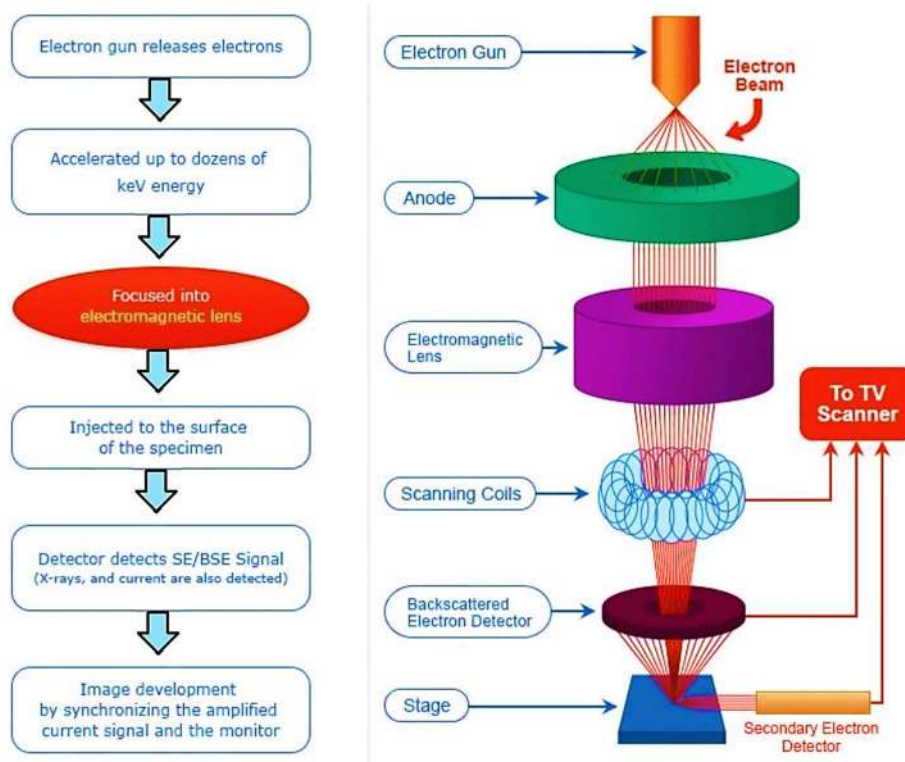 Electron gun releases electrons
Accelerated up to dozens of
keV energy
Focused into
electromagnetic lens
Injected to the surface
of the specimen
Detector detects SE/BSE Signal
(X-rays, and current are also detected)
Image development
by synchronizing the amplified
current signal and the monitor
Electron Gun
Electron
Beam
Anode
Electromagnetic
Lens
To TV
Scanner
Scanning Coils
Backscattered
Electron Detector
Stage
Secondary Electron
Detector